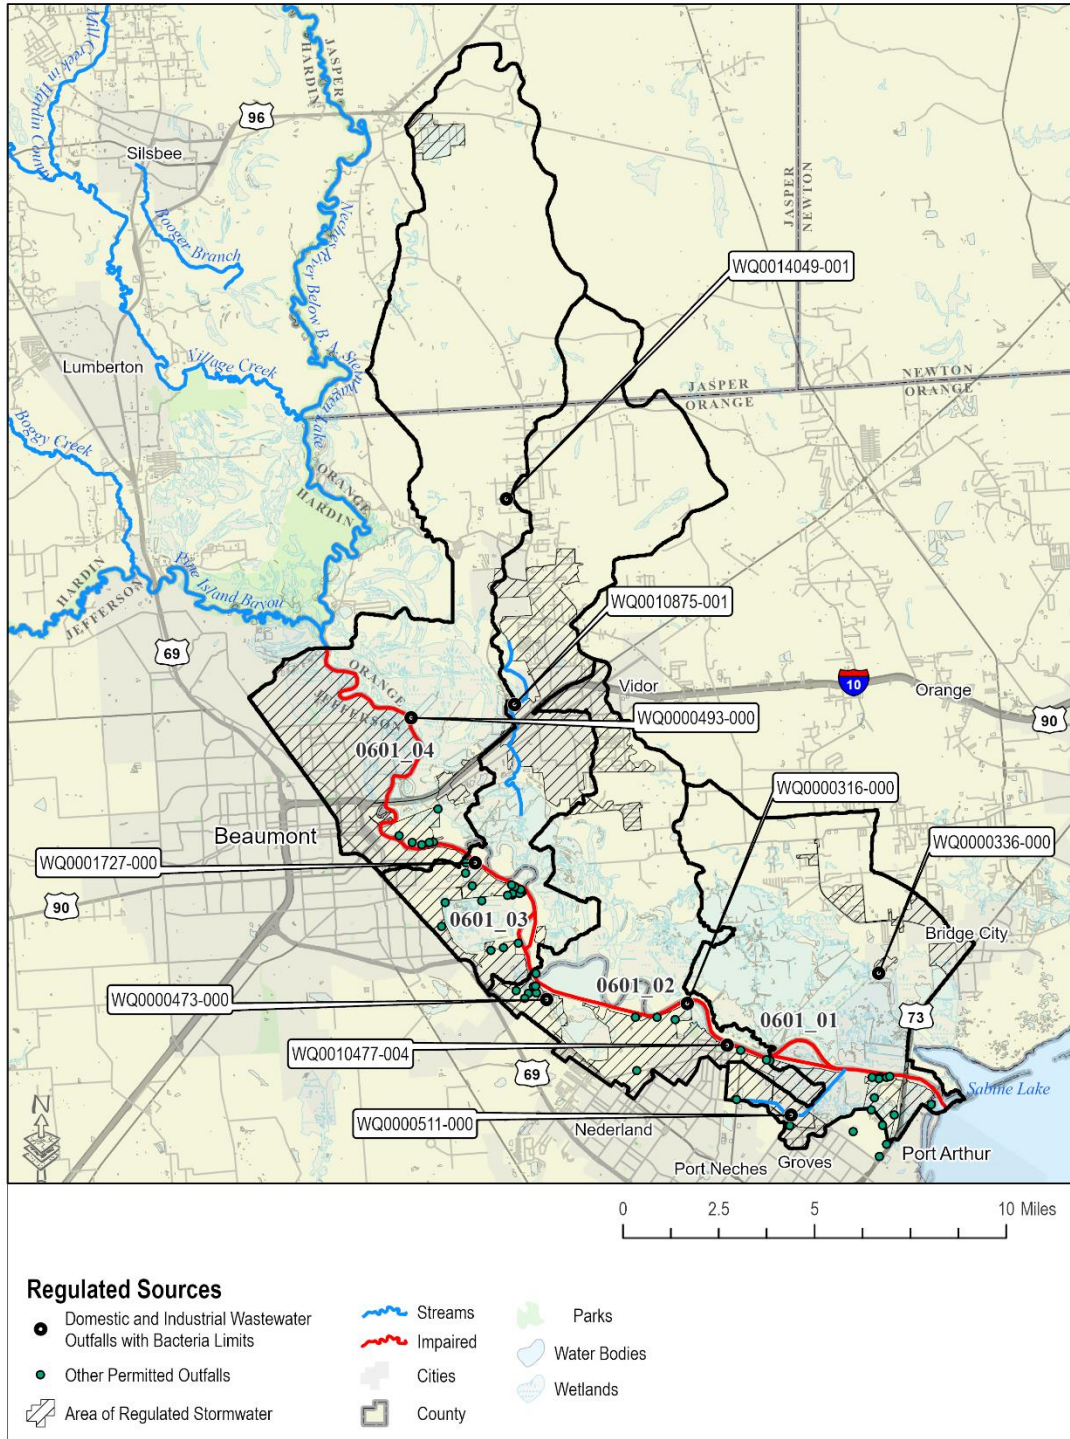 Mill Creek in Hardin County
JASPER
HARDIN
96
Silsbee
Booger Branch
Neches River Below B. A. Steinhagen Lake
JASPER
NEWTON
WQ0014049-001
Lumberton
Village Creek
NEWTON
ORANGE
JASPER
ORANGE
Boggy Creek
ORANGE
HARDIN
Pine Island Bayou
HARDIN
JEFFERSON
WQ0010875-001
69
ORANGE
JEFFERSON
Vidor
10
Orange
90
WQ0000493-000
0601_04
WQ0000316-000
Beaumont
WQ0000336-000
WQ0001727-000
90
0601_03
Bridge City
0601_02
WQ0000473-000
0601_01
73
WQ0010477-004
69
Sabine Lake
N
WQ0000511-000
Nederland
Port Neches
Groves
Port Arthur
0 2.5 5 10 Miles
Regulated Sources
Domestic and Industrial Wastewater
Outfalls with Bacteria Limits
Other Permitted Outfalls
Area of Regulated Stormwater
Streams
Impaired
Cities
County
Parks
Water Bodies
Wetlands